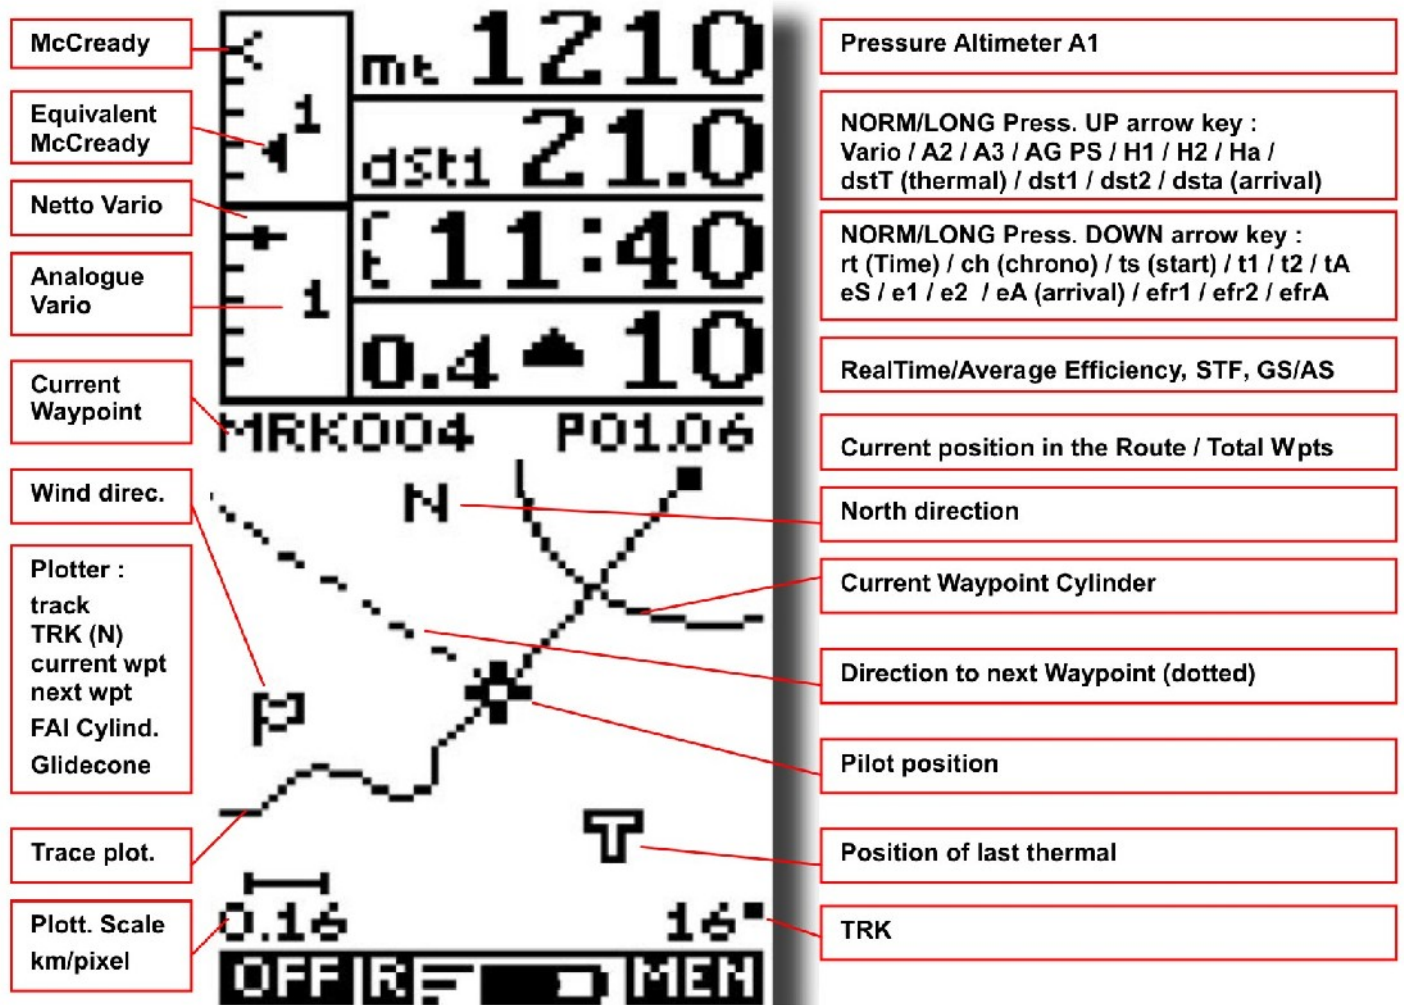 McCready
Equivalent
McCready
Netto Vario
Analogue
Vario
Current
Waypoint
Wind direc.
Plotter :
track
TRK (N)
current wpt
next wpt
FAI Cylind.
Glidecone
Trace plot.
Plott. Scale
km/pixel
1
1
mt 1210
dst1 21.0
11:40
0.4 10
MRK004 P01.06
N
P
T
0.16 16
OFF R MEN
Pressure Altimeter A1
NORM/LONG Press. UP arrow key :
Vario / A2 / A3 / AG PS / H1 / H2 / Ha /
dstT (thermal) / dst1 / dst2 / dsta (arrival)
NORM/LONG Press. DOWN arrow key :
rt (Time) / ch (chrono) / ts (start) / t1 / t2 / tA
eS / e1 / e2 / eA (arrival) / efr1 / efr2 / efrA
RealTime/Average Efficiency, STF, GS/AS
Current position in the Route / Total Wpts
North direction
Current Waypoint Cylinder
Direction to next Waypoint (dotted)
Pilot position
Position of last thermal
TRK